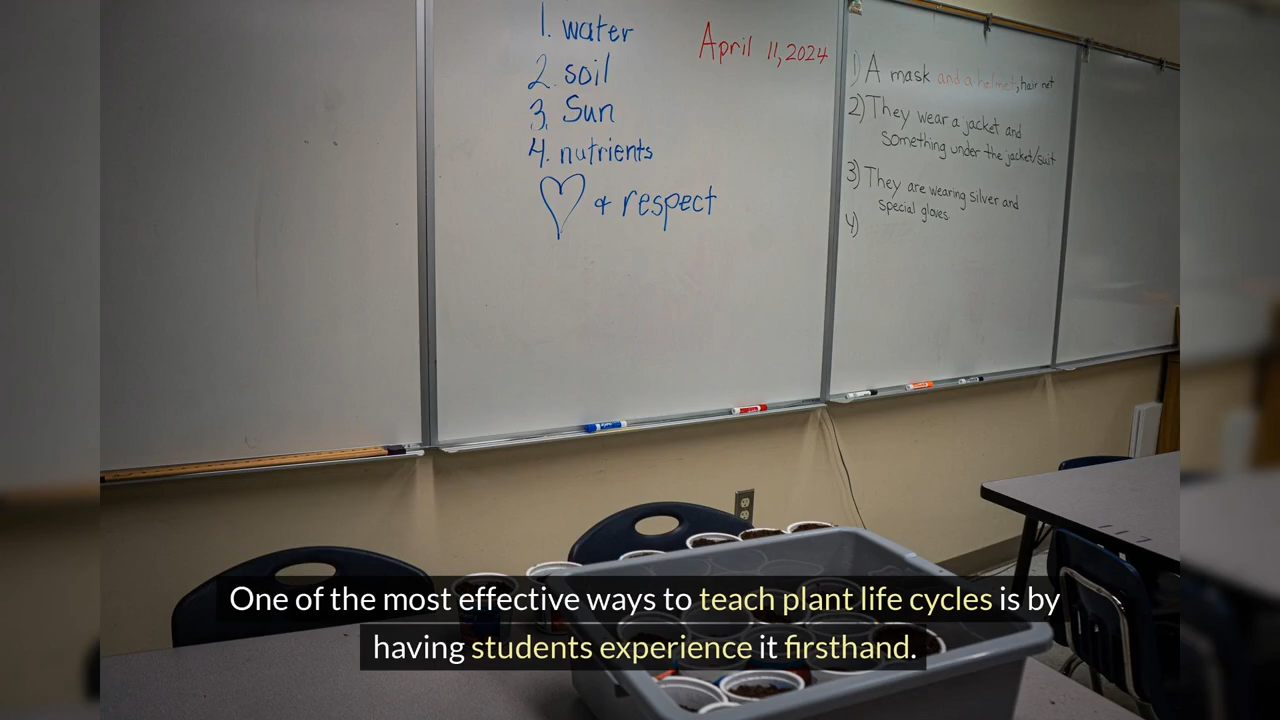 1. water
2. soil
3. Sun
4. nutrients
+ respect
April 11, 2024
1) A mask and a helmet, hair net
2) They wear a jacket and
something under the jacket/suit
3) They are wearing silver and
special gloves
4)
One of the most effective ways to teach plant life cycles is by
having students experience it firsthand.